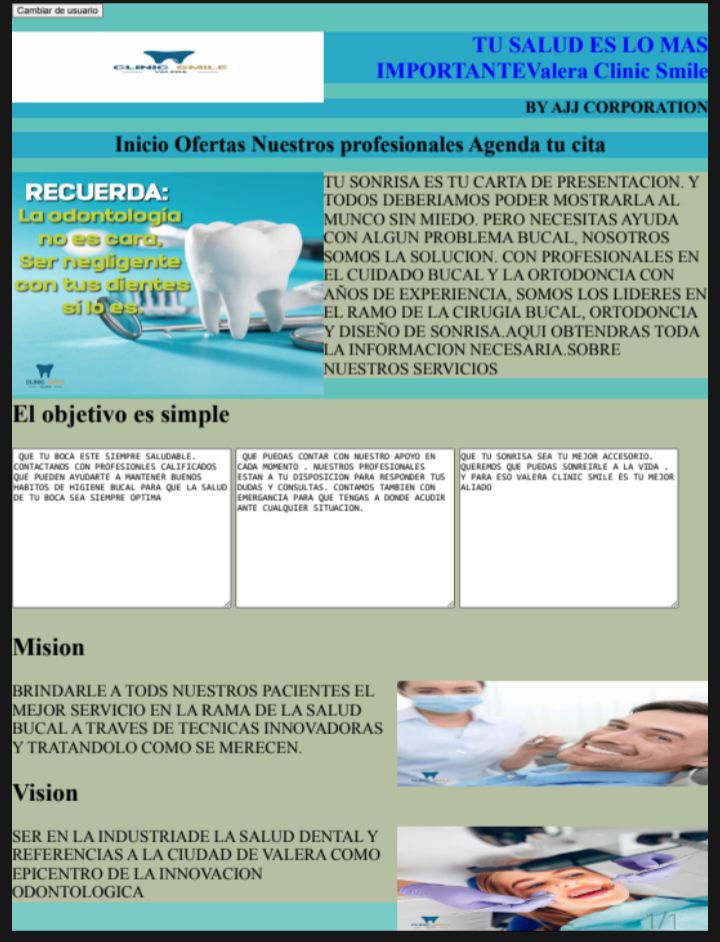 Cambiar de usuario
CLINIC SMILE
VALERA
TU SALUD ES LO MAS
IMPORTANTEValera Clinic Smile
BY AJJ CORPORATION
Inicio Ofertas Nuestros profesionales Agenda tu cita
RECUERDA:
La odontología
no es cara,
Ser negligente
con tus dientes
sí lo es.
CLINIC SMILE
TU SONRISA ES TU CARTA DE PRESENTACION. Y
TODOS DEBERIAMOS PODER MOSTRARLA AL
MUNCO SIN MIEDO. PERO NECESITAS AYUDA
CON ALGUN PROBLEMA BUCAL, NOSOTROS
SOMOS LA SOLUCION. CON PROFESIONALES EN
EL CUIDADO BUCAL Y LA ORTODONCIA CON
AÑOS DE EXPERIENCIA, SOMOS LOS LIDERES EN
EL RAMO DE LA CIRUGIA BUCAL, ORTODONCIA
Y DISEÑO DE SONRISA.AQUI OBTENDRAS TODA
LA INFORMACION NECESARIA.SOBRE
NUESTROS SERVICIOS
El objetivo es simple
QUE TU BOCA ESTE SIEMPRE SALUDABLE.
CONTACTANOS CON PROFESIONLES CALIFICADOS
QUE PUEDEN AYUDARTE A MANTENER BUENOS
HABITOS DE HIGIENE BUCAL PARA QUE LA SALUD
DE TU BOCA SEA SIEMPRE OPTIMA
QUE PUEDAS CONTAR CON NUESTRO APOYO EN
CADA MOMENTO . NUESTROS PROFESIONALES
ESTAN A TU DISPOSICION PARA RESPONDER TUS
DUDAS Y CONSULTAS. CONTAMOS TAMBIEN CON
EMERGANCIA PARA QUE TENGAS A DONDE ACUDIR
ANTE CUALQUIER SITUACION.
QUE TU SONRISA SEA TU MEJOR ACCESORIO.
QUEREMOS QUE PUEDAS SONREIRLE A LA VIDA .
Y PARA ESO VALERA CLINIC SMILE ES TU MEJOR
ALIADO
Mision
BRINDARLE A TODS NUESTROS PACIENTES EL
MEJOR SERVICIO EN LA RAMA DE LA SALUD
BUCAL A TRAVES DE TECNICAS INNOVADORAS
Y TRATANDOLO COMO SE MERECEN.
Vision
SER EN LA INDUSTRIADE LA SALUD DENTAL Y
REFERENCIAS A LA CIUDAD DE VALERA COMO
EPICENTRO DE LA INNOVACION
ODONTOLOGICA
1/1